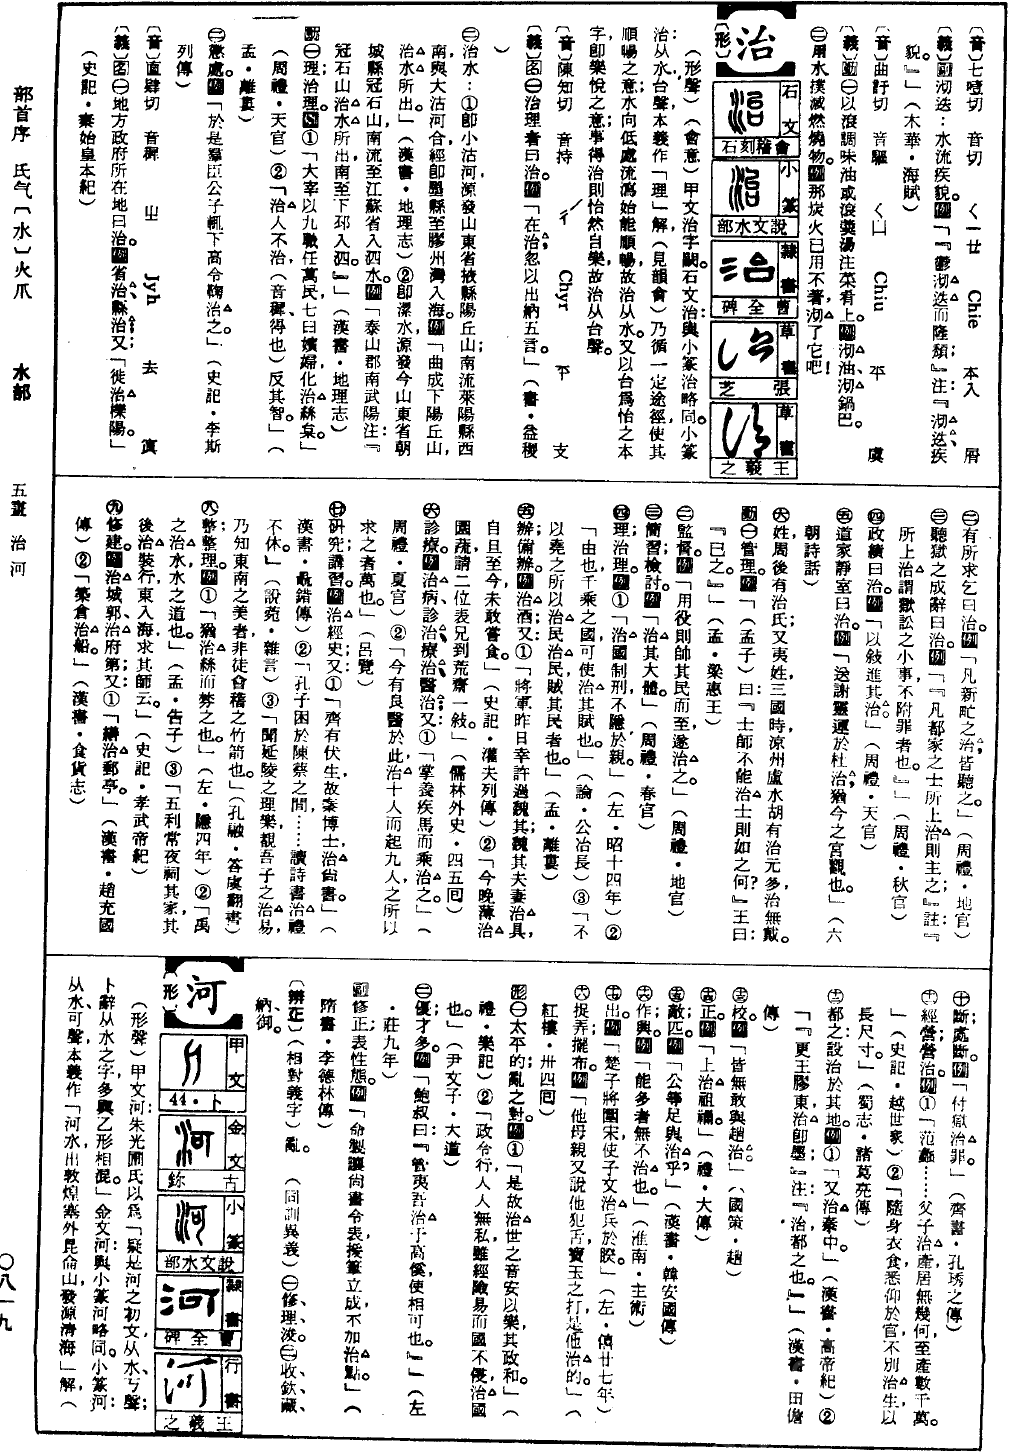 部首序 氏气〔水〕火爪 水部 五畫 治河 〇八一九
〔音〕七噎切 音切 ㄑㄧㄝ Chie 本入 屑
〔義〕副沏迭：水流疾貌。例「『鬱沏迭而隆頹』；注：『沏迭，疾
貌。』」（木華・海賦）
〔音〕曲許切 音驅 ㄑㄩ Chiu 平 虞
〔義〕動㊀以滾調味油或滾羹湯注菜肴上。例沏油、沏鍋巴。
㊁用水撲滅燃燒物。例那炭火已用不著，沏了它吧！
治
〔形〕
石文 會稽刻石
小篆 說文水部
隸書 曹全碑
草書 張芝
草書 王羲之
（形聲）（會意）甲文治字闕。石文治：與小篆治略同。小篆
治：从水，台聲，本義作「理」解（見韻會），乃循一定途徑使其
順暢之意；水向低處流瀉始能順暢，故治从水。又以台爲怡之本
字，即樂悅之意；事得治則怡然自樂，故治从台聲。
〔音〕陳知切 音持 ㄔˊ Chyr 平 支
〔義〕名㊀治理者曰治。例「在治忽，以出納五言。」（書・益稷
）
㊁治水：①卽小沽河，源發山東省掖縣陽丘山，南流萊陽縣西
南與大沽河合，經卽墨縣至膠州灣入海。例「曲成下陽丘山，
治水所出。」（漢書・地理志）②卽漯水，源發今山東省朝
城縣冠石山，南流至江蘇省入泗水。例「泰山郡南武陽注：『
冠石山，治水所出，南至下邳入泗。』」（漢書・地理志）
動㊀理；治理。例①「大宰以九職任萬民，七曰嬪婦，化治絲枲。」
（周禮・天官）②「治人不治（音穉，得也），反其智。」（
孟・離婁）
㊁懲處。例「於是羣臣公子輒下高，令鞫治之。」（史記・李斯
列傳）
〔音〕直肄切 音穉 ㄓˋ Jyh 去 寘
〔義〕名㊀地方政府所在地曰治。例省治、縣治；又：「徙治櫟陽。」
（史記・秦始皇本紀）
㊁有所求乞曰治。例「凡新甿之治皆聽之。」（周禮・地官）
㊂聽獄之成辭曰治。例「『凡都家之士所上治則主之。』註：『
所上治，謂獄訟之小事不附罪者也。』」（周禮・秋官）
㊃政績曰治。例「以敍進其治。」（周禮・天官）
㊄道家靜室曰治。例「送謝靈運於杜治，猶今之宮觀也。」（六
朝詩話）
㊅姓，周後有治氏；又夷姓，三國時，涼州盧水胡有治元多、治無戴。
動㊀管理。例「（孟子）曰：『士師不能治士，則如之何？』王曰：
『已之。』」（孟・梁惠王）
㊁監督。例「用役則帥其民而至，遂治之。」（周禮・地官）
㊂簡習；檢討。例「治其大體。」（周禮・春官）
㊃理；治理。例①「治國制刑，不隱於親。」（左・昭十四年）②
「由也，千乘之國，可使治其賦也。」（論・公冶長）③「不
以堯之所以治民治民，賊其民者也。」（孟・離婁）
㊄辦；備辦。例治酒；又：①「將軍昨日幸許過魏其，魏其夫妻治具，
自旦至今，未敢嘗食。」（史記・灌夫列傳）②「今晚薄治
園蔬，請二位表兄到荒齋一敍。」（儒林外史・四五回）
㊅診療。例治病、診治、療治、醫治；又：①「掌養疾馬而乘治之。」（
周禮・夏官）②「今有良醫於此，治十人而起九人，之所以
求之者萬也。」（呂覽）
㊆研究；講習。例治經史；又：①「齊有伏生，故秦博士，治尙書。」（
漢書・鼂錯傳）②「孔子困於陳蔡之間……讀詩書，治禮
不休。」（說苑・雜言）③「聞延陵之理樂，覩吾子之治易，
乃知東南之美者，非徒會稽之竹箭也。」（孔融・答虞翻書）
㊇整；整理。例①「猶治絲而棼之也。」（左・隱四年）②「禹
之治水，水之道也。」（孟・告子）③「五利常夜祠其家；其
後治裝行，東入海求其師云。」（史記・孝武帝紀）
㊈修建。例治城郭、治府第；又：①「繕治郵亭。」（漢書・趙充國
傳）②「築倉治船。」（漢書・食貨志）
㊉斷；處斷。例「付獄治罪。」（齊書・孔琇之傳）
㊉㊀經營；營治。例①「范蠡……父子治產，居無幾何，至產數千萬。
」（史記・越世家）②「隨身衣食，悉仰於官，不別治生以
長尺寸。」（蜀志・諸葛亮傳）
㊉㊁都之；設治於其地。例①「又治秦中。」（漢書・高帝紀）②
「『更王膠東，治卽墨。』注：『治，都之也。』」（漢書・田儋
傳）
㊉㊂校。例「皆無敢與趙治。」（國策・趙）
㊉㊃正。例「上治祖禰。」（禮・大傳）
㊉㊄敵；匹。例「公等足與治乎？」（漢書・韓安國傳）
㊉㊅作；興。例「能多者無不治也。」（淮南・主術）
㊉㊆出。例「楚子將圍宋，使子文治兵於睽。」（左・僖廿七年）
㊉㊇捉弄；擺布。例「他母親又說他犯舌，寶玉之打是他治的。」（
紅樓・卅四回）
形㊀太平的；亂之對。例①「是故治世之音安以樂，其政和。」（
禮・樂記）②「政令行，人人無私，雖經險易而國不侵，治國
也。」（尹文子・大道）
㊁優；才多。例「鮑叔曰：『管夷吾治于高傒，使相可也。』」（左
・莊九年）
副修正；表性態。例「命製讓尙書令表，援筆立成，不加治點。」（
隋書・李德林傳）
〔辨正〕（相對義字）亂。 （同訓異義）㊀修、理、浚。㊁收、斂、藏、
納、御。
河
〔形〕
甲文 44・卜
金文 古鉨
小篆 說文水部
隸書 曹全碑
行書 王羲之
（形聲）甲文河：朱光圃氏以爲「疑是河之初文，从水，丂聲；
卜辭从水之字多與乙形相混」金文河與小篆河略同。小篆河：
从水，可聲，本義作「河水，出敦煌塞外昆侖山發源清海」解，（